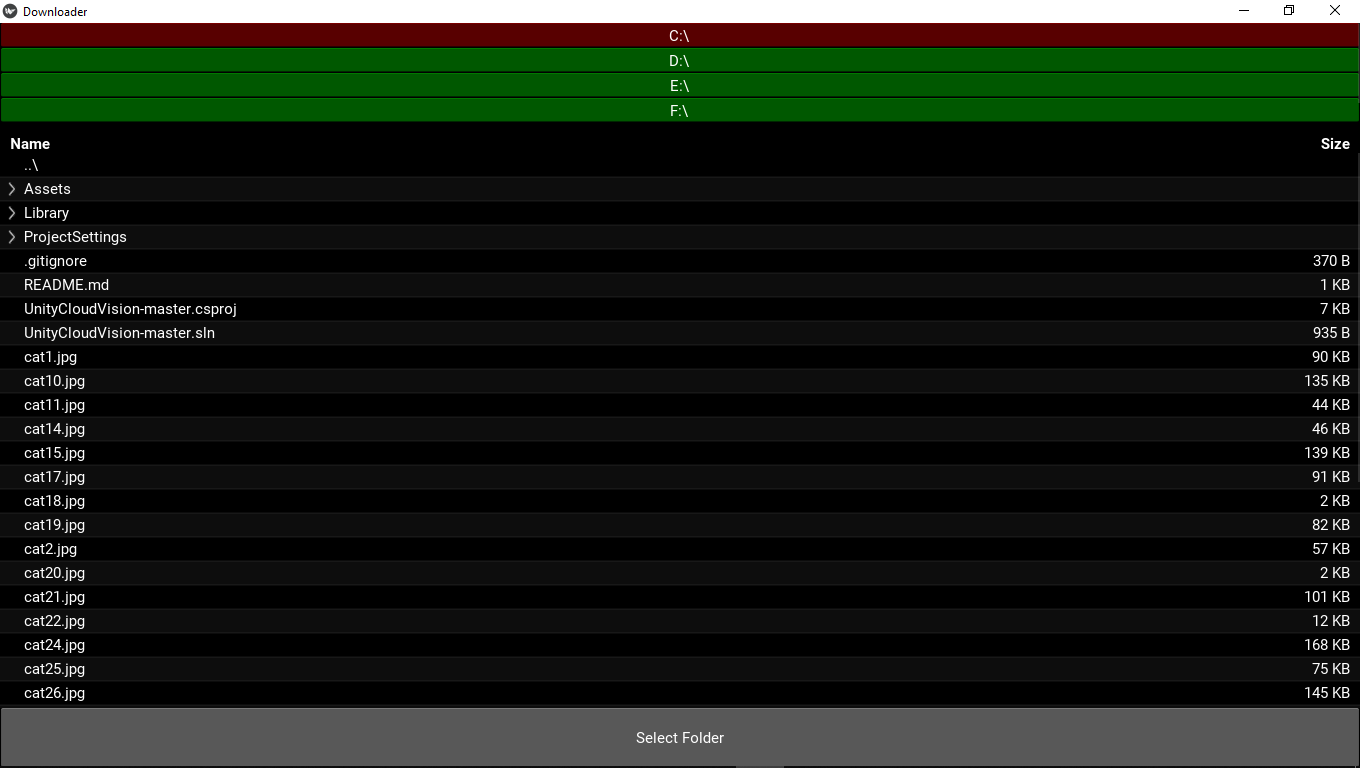 Downloader
C:\
D:\
E:\
F:\
Name Size
..\
Assets
Library
ProjectSettings
.gitignore 370 B
README.md 1 KB
UnityCloudVision-master.csproj 7 KB
UnityCloudVision-master.sln 935 B
cat1.jpg 90 KB
cat10.jpg 135 KB
cat11.jpg 44 KB
cat14.jpg 46 KB
cat15.jpg 139 KB
cat17.jpg 91 KB
cat18.jpg 2 KB
cat19.jpg 82 KB
cat2.jpg 57 KB
cat20.jpg 2 KB
cat21.jpg 101 KB
cat22.jpg 12 KB
cat24.jpg 168 KB
cat25.jpg 75 KB
cat26.jpg 145 KB
Select Folder